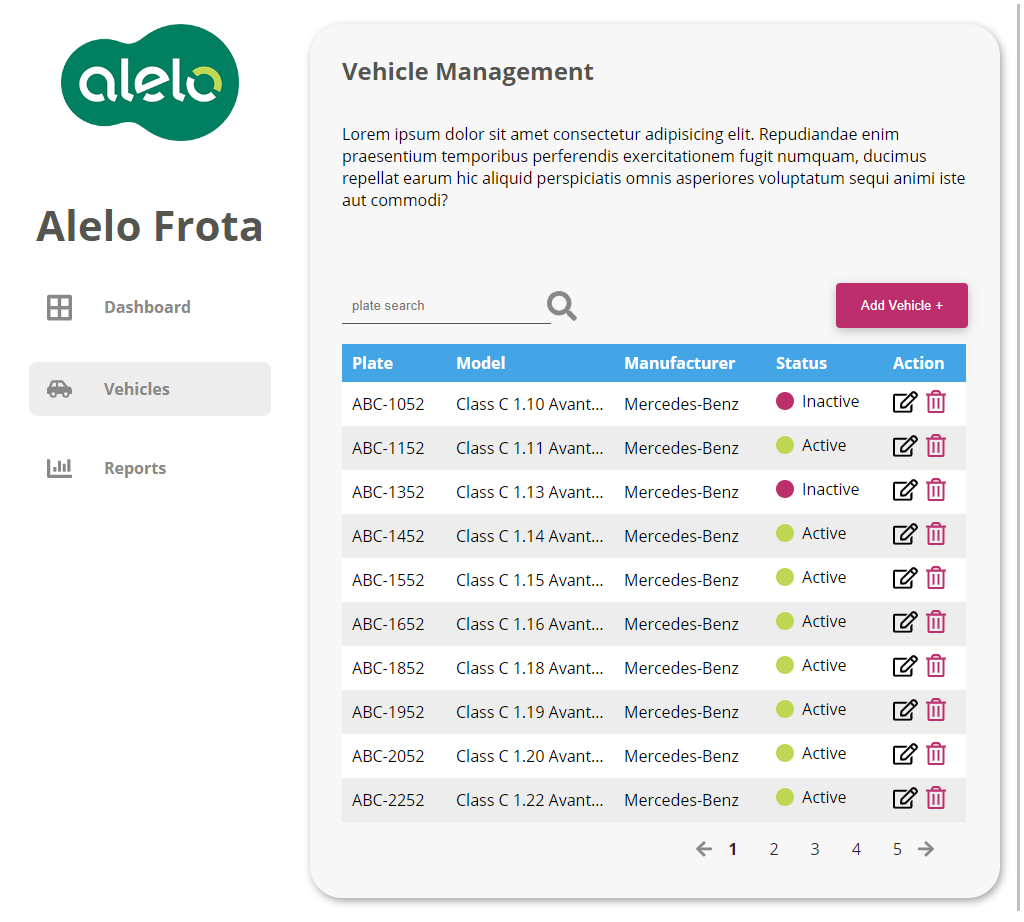 alelo
Alelo Frota
Dashboard
Vehicles
Reports
Vehicle Management
Lorem ipsum dolor sit amet consectetur adipisicing elit. Repudiandae enim
praesentium temporibus perferendis exercitationem fugit numquam, ducimus
repellat earum hic aliquid perspiciatis omnis asperiores voluptatum sequi animi iste
aut commodi?
plate search
Add Vehicle +
Plate Model Manufacturer Status Action
ABC-1052 Class C 1.10 Avant... Mercedes-Benz Inactive
ABC-1152 Class C 1.11 Avant... Mercedes-Benz Active
ABC-1352 Class C 1.13 Avant... Mercedes-Benz Inactive
ABC-1452 Class C 1.14 Avant... Mercedes-Benz Active
ABC-1552 Class C 1.15 Avant... Mercedes-Benz Active
ABC-1652 Class C 1.16 Avant... Mercedes-Benz Active
ABC-1852 Class C 1.18 Avant... Mercedes-Benz Active
ABC-1952 Class C 1.19 Avant... Mercedes-Benz Active
ABC-2052 Class C 1.20 Avant... Mercedes-Benz Active
ABC-2252 Class C 1.22 Avant... Mercedes-Benz Active
1 2 3 4 5